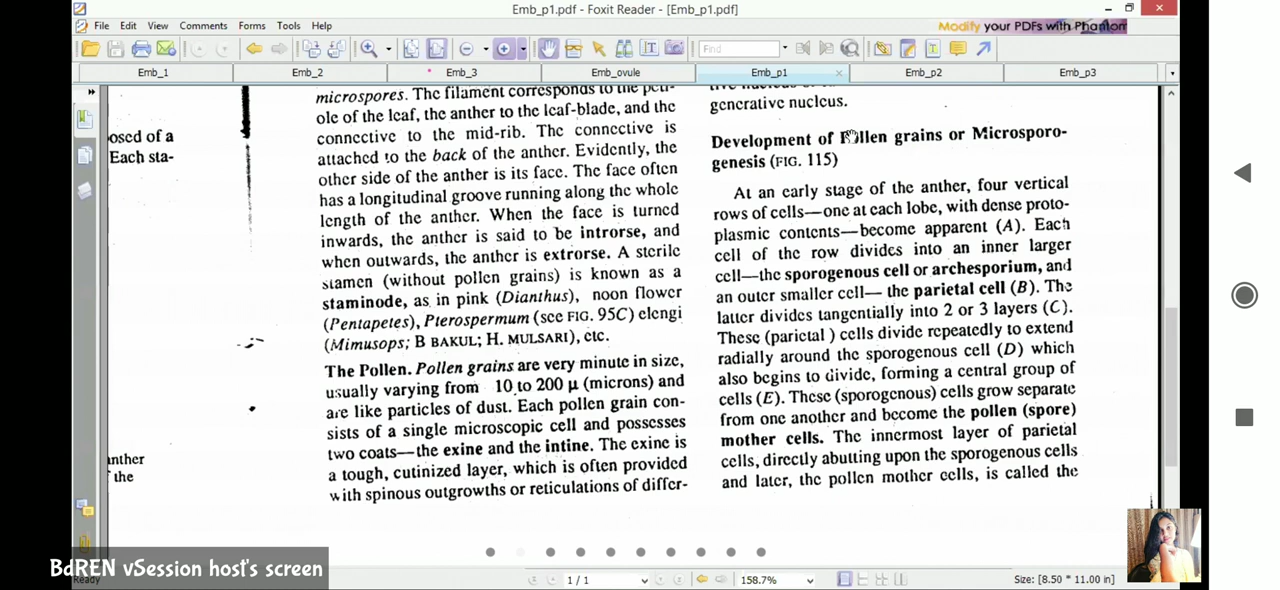 Emb_p1.pdf - Foxit Reader - [Emb_p1.pdf]
File Edit View Comments Forms Tools Help
Modify your PDFs with Phantom
Find
Emb_1 Emb_2 Emb_3 Emb_ovule Emb_p1 Emb_p2 Emb_p3
posed of a
Each sta-
anther
the
microspores. The filament corresponds to the peti-
ole of the leaf, the anther to the leaf-blade, and the
connective to the mid-rib. The connective is
attached to the back of the anther. Evidently, the
other side of the anther is its face. The face often
has a longitudinal groove running along the whole
length of the anther. When the face is turned
inwards, the anther is said to be introrse, and
when outwards, the anther is extrorse. A sterile
stamen (without pollen grains) is known as a
staminode, as in pink (Dianthus), noon flower
(Pentapetes), Pterospermum (see FIG. 95C) elengi
(Mimusops; B BAKUL; H. MULSARI), etc.
The Pollen. Pollen grains are very minute in size,
usually varying from 10 to 200 μ (microns) and
are like particles of dust. Each pollen grain con-
sists of a single microscopic cell and possesses
two coats—the exine and the intine. The exine is
a tough, cutinized layer, which is often provided
with spinous outgrowths or reticulations of differ-
generative nucleus.
Development of Pollen grains or Microsporo-
genesis (FIG. 115)
At an early stage of the anther, four vertical
rows of cells—one at each lobe, with dense proto-
plasmic contents—become apparent (A). Each
cell of the row divides into an inner larger
cell—the sporogenous cell or archesporium, and
an outer smaller cell— the parietal cell (B). The
latter divides tangentially into 2 or 3 layers (C).
These (parietal ) cells divide repeatedly to extend
radially around the sporogenous cell (D) which
also begins to divide, forming a central group of
cells (E). These (sporogenous) cells grow separate
from one another and become the pollen (spore)
mother cells. The innermost layer of parietal
cells, directly abutting upon the sporogenous cells
and later, the pollen mother cells, is called the
BdREN vSession host's screen
Ready
1 / 1
158.7%
Size: [8.50 * 11.00 in]